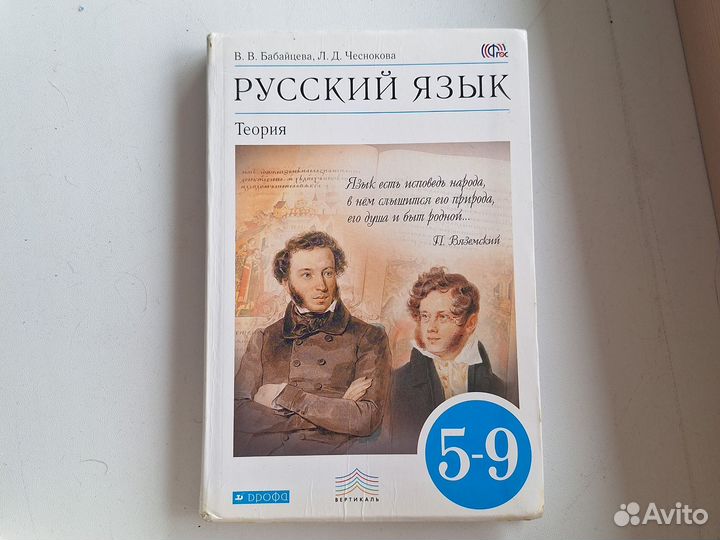 В. В. Бабайцева, Л. Д. Чеснокова
ФГОС
РУССКИЙ ЯЗЫК
Теория
Язык есть исповедь народа,
в нем слышится его природа,
его душа и быт родной...
П. Вяземский
5-9
дрофа
ВЕРТИКАЛЬ
Avito